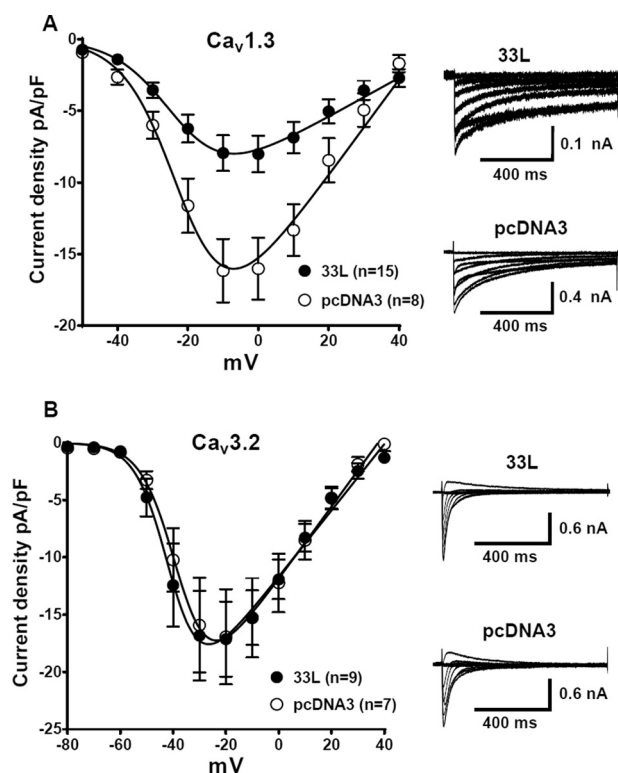 A
Cav1.3
0
-5
-10
-15
-20
Current density pA/pF
-40 -20 0 20 40
mV
33L (n=15)
pcDNA3 (n=8)
33L
0.1 nA
400 ms
pcDNA3
0.4 nA
400 ms
B
Cav3.2
0
-5
-10
-15
-20
-25
Current density pA/pF
-80 -60 -40 -20 0 20 40
mV
33L (n=9)
pcDNA3 (n=7)
33L
0.6 nA
400 ms
pcDNA3
0.6 nA
400 ms